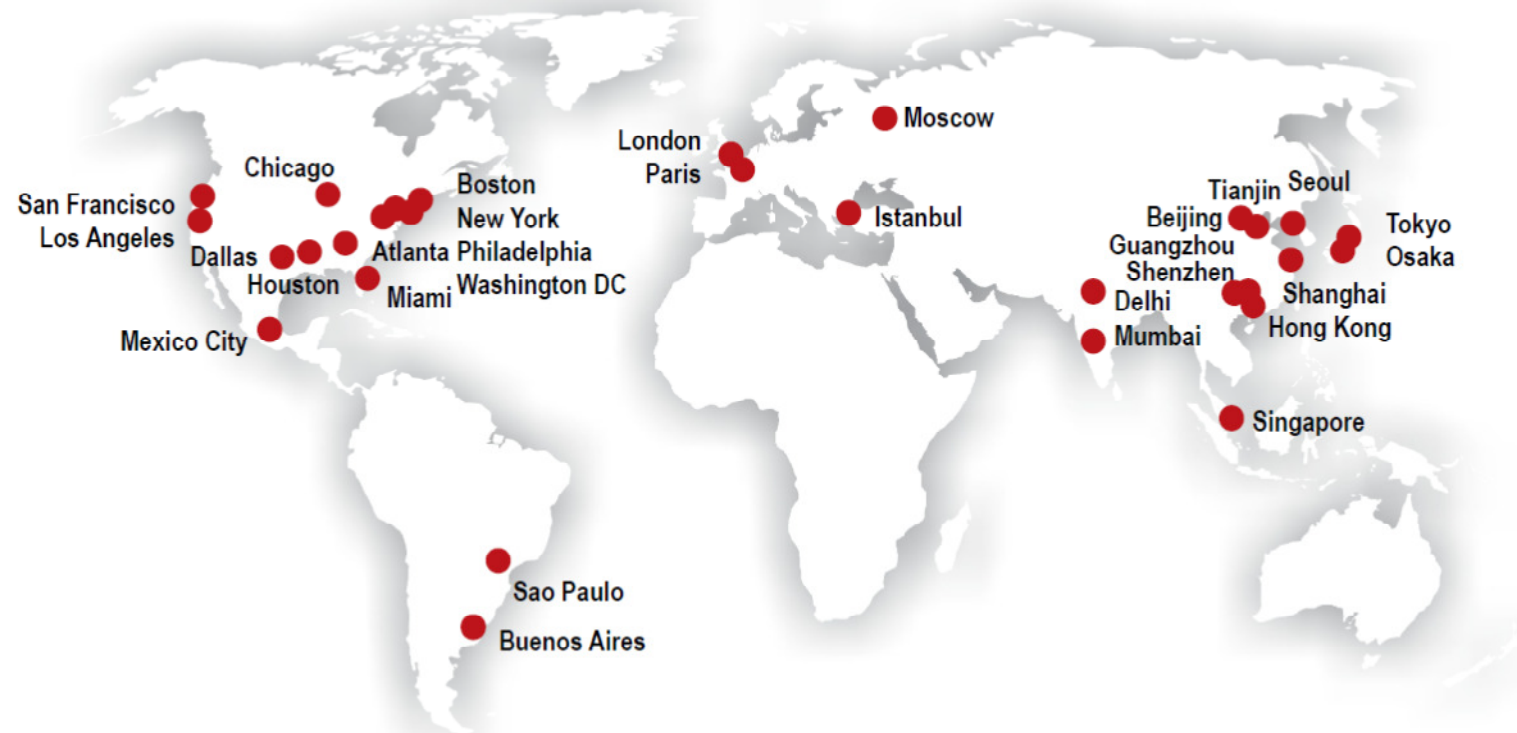 Moscow
London
Paris
Chicago
Boston
San Francisco
New York
Los Angeles
Dallas
Atlanta
Philadelphia
Houston
Miami
Washington DC
Mexico City
Istanbul
Tianjin
Seoul
Beijing
Tokyo
Guangzhou
Osaka
Shenzhen
Delhi
Shanghai
Mumbai
Hong Kong
Singapore
Sao Paulo
Buenos Aires